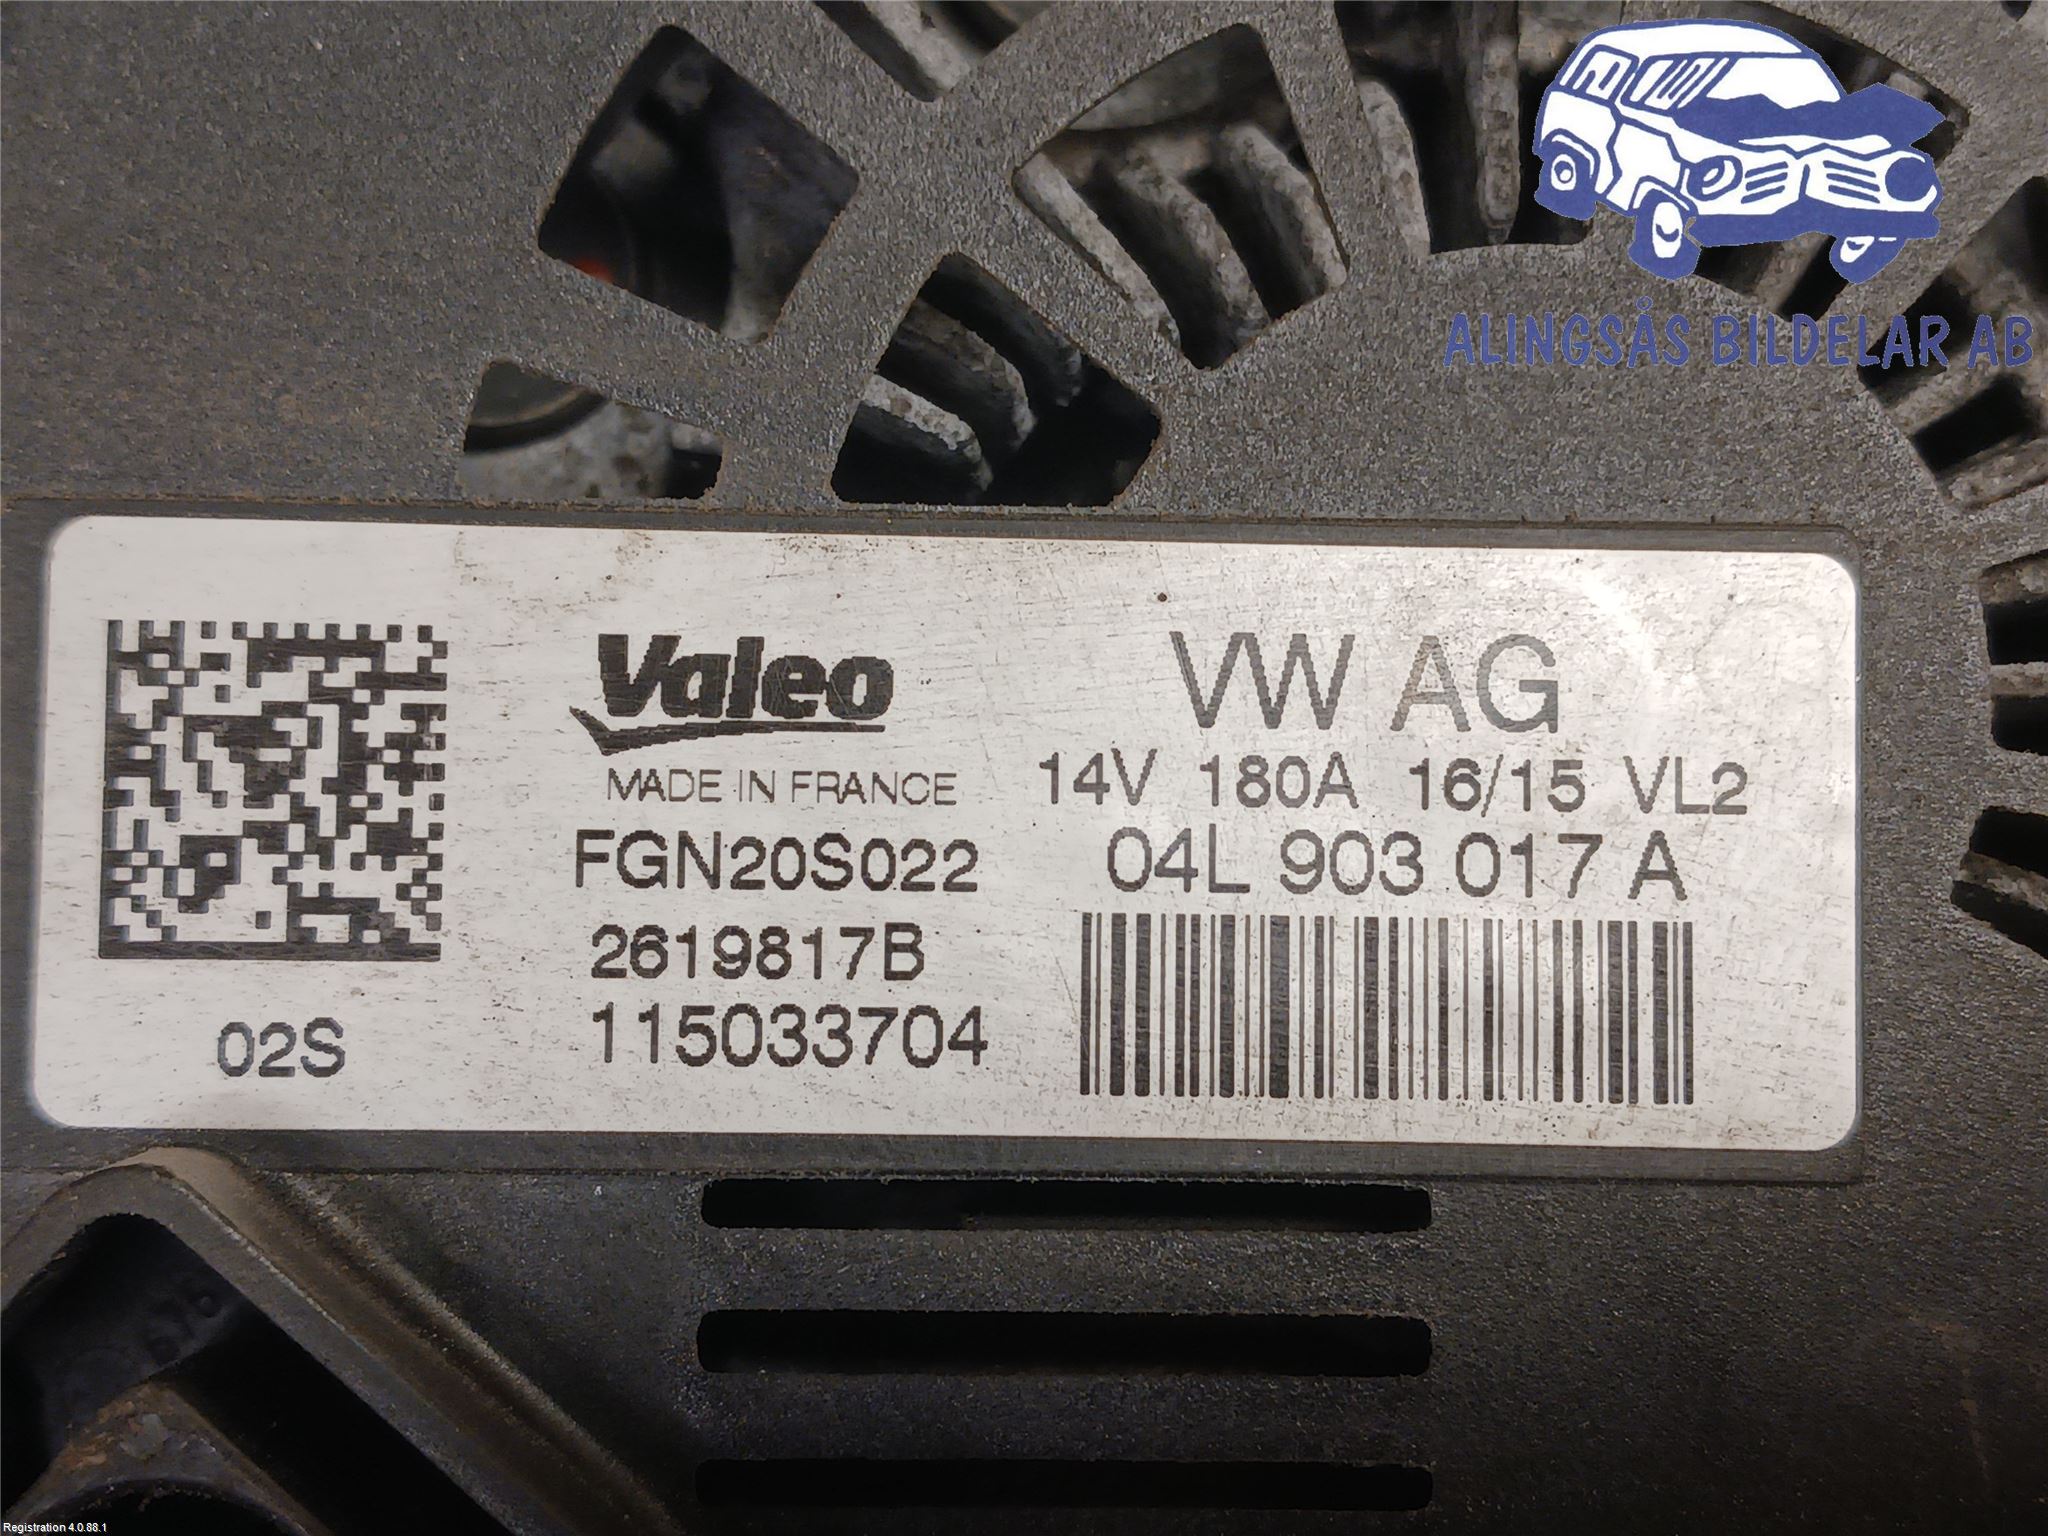 ALINGSÅS BILDELAR AB
Valeo
MADE IN FRANCE
FGN20S022
2619817B
115033704
02S
VW AG
14V 180A 16/15 VL2
04L 903 017 A
Registration 4.0.88.1